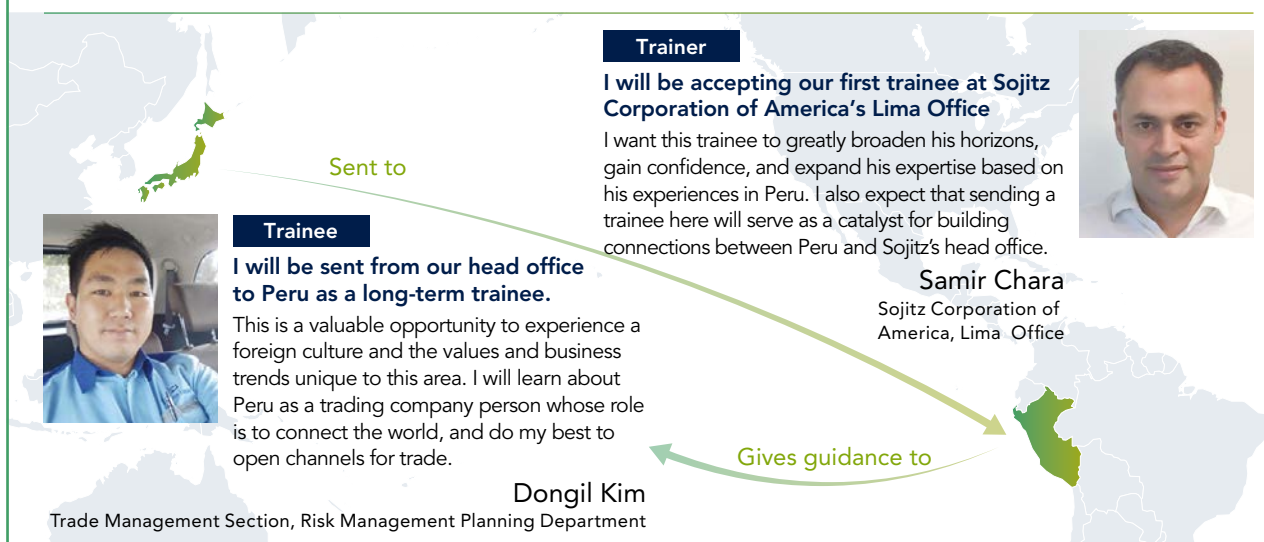 Trainer
I will be accepting our first trainee at Sojitz
Corporation of America's Lima Office
I want this trainee to greatly broaden his horizons,
gain confidence, and expand his expertise based on
his experiences in Peru. I also expect that sending a
trainee here will serve as a catalyst for building
connections between Peru and Sojitz's head office.
Samir Chara
Sojitz Corporation of
America, Lima Office
Sent to
Trainee
I will be sent from our head office
to Peru as a long-term trainee.
This is a valuable opportunity to experience a
foreign culture and the values and business
trends unique to this area. I will learn about
Peru as a trading company person whose role
is to connect the world, and do my best to
open channels for trade.
Dongil Kim
Trade Management Section, Risk Management Planning Department
Gives guidance to